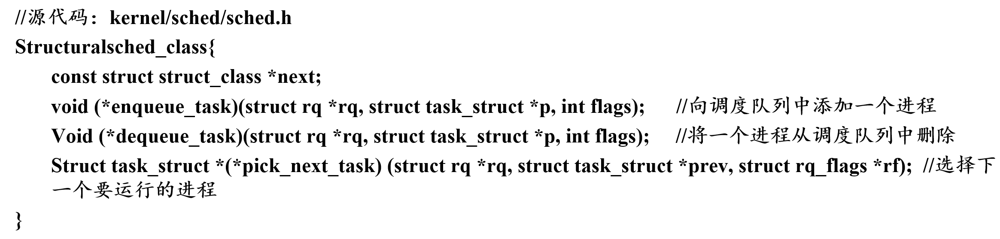 //源代码：kernel/sched/sched.h
Structuralsched_class{
const struct struct_class *next;
void (*enqueue_task)(struct rq *rq, struct task_struct *p, int flags); //向调度队列中添加一个进程
Void (*dequeue_task)(struct rq *rq, struct task_struct *p, int flags); //将一个进程从调度队列中删除
Struct task_struct *(*pick_next_task) (struct rq *rq, struct task_struct *prev, struct rq_flags *rf); //选择下
一个要运行的进程
}